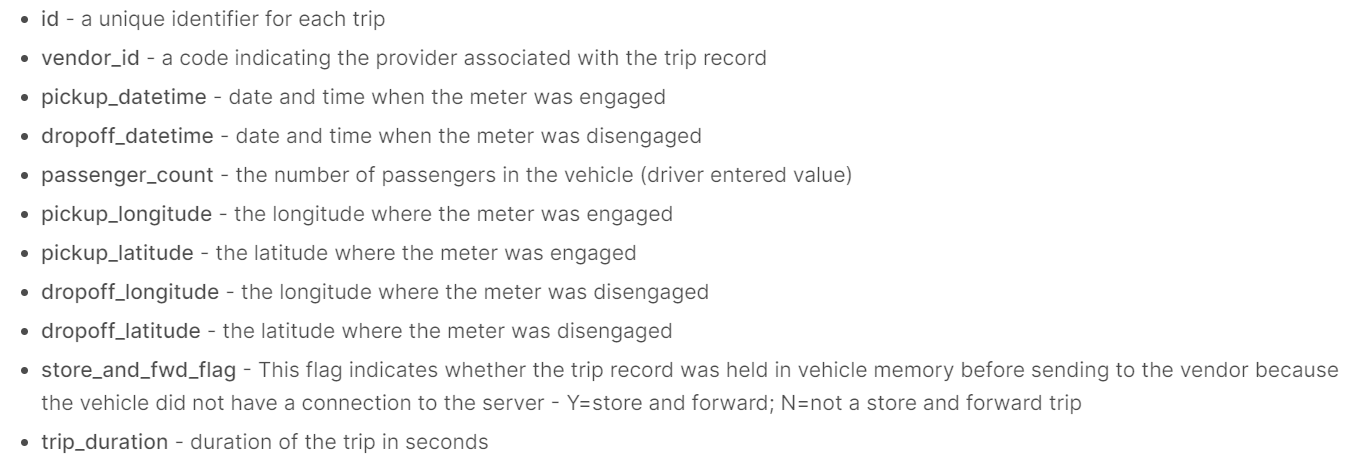 • id - a unique identifier for each trip
• vendor_id - a code indicating the provider associated with the trip record
• pickup_datetime - date and time when the meter was engaged
• dropoff_datetime - date and time when the meter was disengaged
• passenger_count - the number of passengers in the vehicle (driver entered value)
• pickup_longitude - the longitude where the meter was engaged
• pickup_latitude - the latitude where the meter was engaged
• dropoff_longitude - the longitude where the meter was disengaged
• dropoff_latitude - the latitude where the meter was disengaged
• store_and_fwd_flag - This flag indicates whether the trip record was held in vehicle memory before sending to the vendor because
the vehicle did not have a connection to the server - Y=store and forward; N=not a store and forward trip
• trip_duration - duration of the trip in seconds